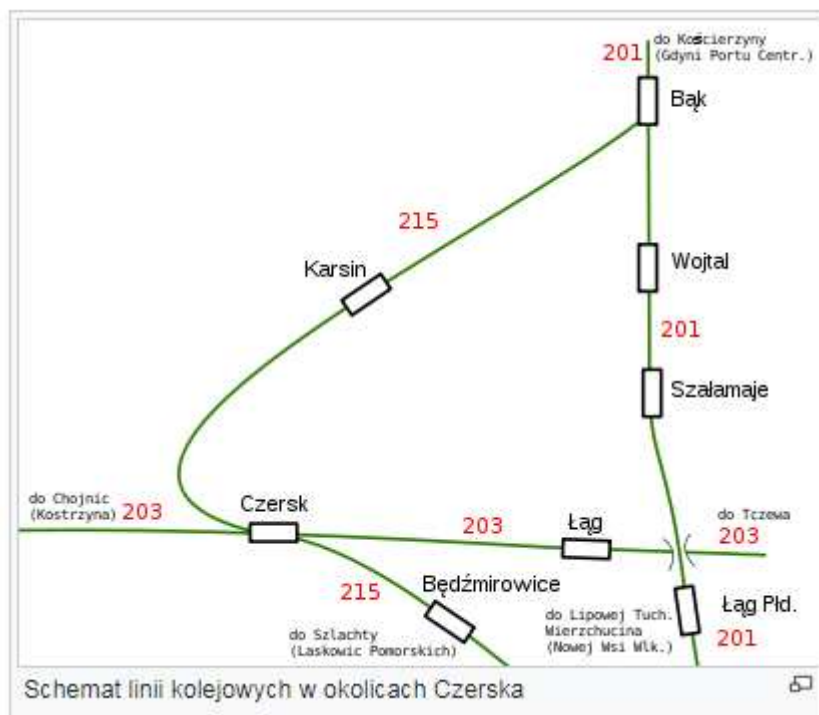 do Kościerzyny
201
(Gdyni Portu Centr.)
Bąk
215
Karsin
Wojtal
201
Szałamaje
do Chojnic
(Kostrzyna)
203
Czersk
203
Łąg
do Tczewa
203
215
Będźmirowice
do Szlachty
(Laskowic Pomorskich)
do Lipowej Tuch.
Wierzchucina
(Nowej Wsi Wlk.)
Łąg Płd.
201
Schemat linii kolejowych w okolicach Czerska